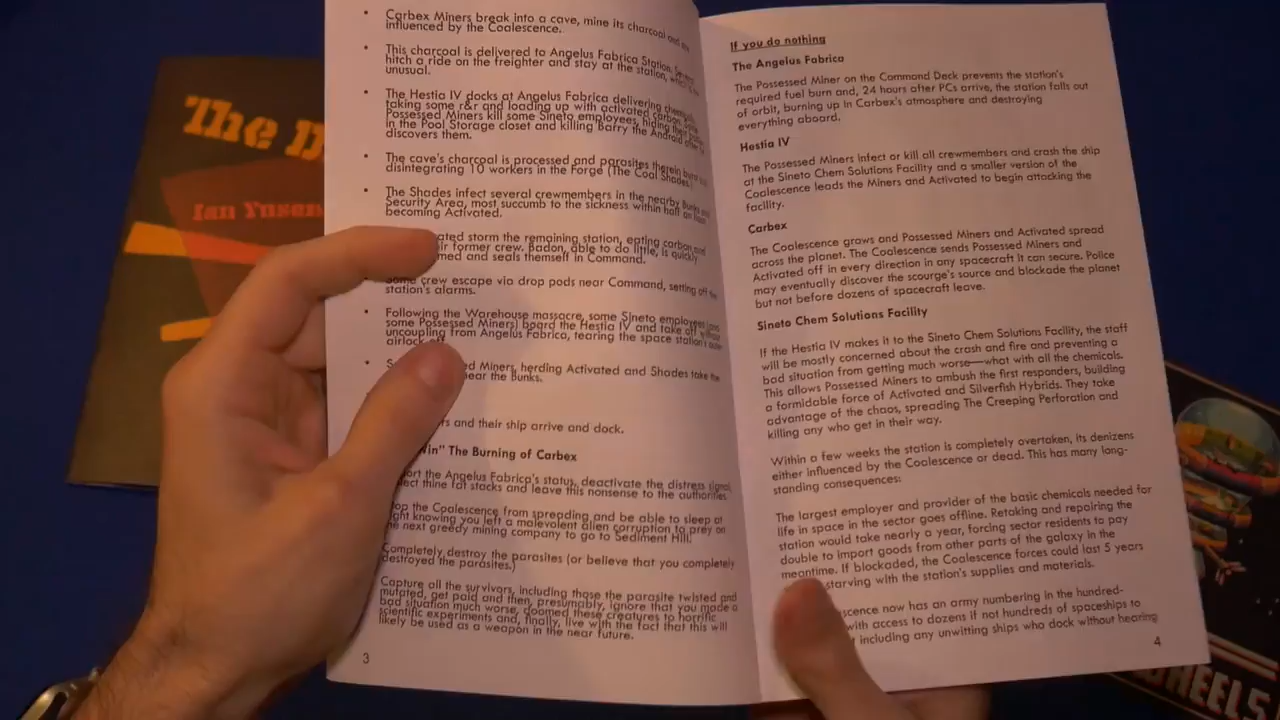 The B
Ian Yusem
Carbex Miners break into a cave, mine its charcoal and are
influenced by the Coalescence.
This charcoal is delivered to Angelus Fabrica Station.
hitch a ride on the freighter and stay at the station, which is
unusual.
The Hestia IV docks at Angelus Fabrica delivering chemicals,
taking some r&r and loading up with activated carbon.
Possessed Miners kill some Sineto employees, hiding their bodies
in the Pool Storage closet and killing Barry the Android after he
discovers them.
The cave's charcoal is processed and parasites therein burn
disintegrating 10 workers in the Forge (The Coal Shades)
The Shades infect several crewmembers in the nearby Bunks and
Security Area, most succumb to the sickness within half an hour
becoming Activated.
ated storm the remaining station, eating carbon and
ir former crew. Badon, able to do little, is quickly
med and seals themself in Command.
Some crew escape via drop pods near Command, setting off the
station's alarms.
Following the Warehouse massacre, some Sineto employees (and
some Possessed Miners) board the Hestia IV and take off without
uncoupling from Angelus Fabrica, tearing the space station's outer
airlock off.
ed Miners, herding Activated and Shades take the
ear the Bunks.
rs and their ship arrive and dock.
Win" The Burning of Carbex
ort the Angelus Fabrica's status, deactivate the distress signal,
lect thine fat stacks and leave this nonsense to the authorities.
top the Coalescence from spreading and be able to sleep at
ight knowing you left a malevolent alien corruption to prey on
the next greedy mining company to go to Sediment Hill.
Completely destroy the parasites (or believe that you completely
destroyed the parasites.)
Capture all the survivors, including those the parasite twisted and
mutated, get paid and then, presumably, ignore that you made a
bad situation much worse, doomed these creatures to horrific
scientific experiments and, finally, live with the fact that this will
likely be used as a weapon in the near future.
3
If you do nothing
The Angelus Fabrica
The Possessed Miner on the Command Deck prevents the station's
required fuel burn and, 24 hours after PCs arrive, the station falls out
of orbit, burning up in Carbex's atmosphere and destroying
everything aboard.
Hestia IV
The Possessed Miners infect or kill all crewmembers and crash the ship
at the Sineto Chem Solutions Facility and a smaller version of the
Coalescence leads the Miners and Activated to begin attacking the
facility.
Carbex
The Coalescence grows and Possessed Miners and Activated spread
across the planet. The Coalescence sends Possessed Miners and
Activated off in every direction in any spacecraft it can secure. Police
may eventually discover the scourge's source and blockade the planet
but not before dozens of spacecraft leave.
Sineto Chem Solutions Facility
If the Hestia IV makes it to the Sineto Chem Solutions Facility, the staff
will be mostly concerned about the crash and fire and preventing a
bad situation from getting much worse—what with all the chemicals.
This allows Possessed Miners to ambush the first responders, building
a formidable force of Activated and Silverfish Hybrids. They take
advantage of the chaos, spreading The Creeping Perforation and
killing any who get in their way.
Within a few weeks the station is completely overtaken, its denizens
either influenced by the Coalescence or dead. This has many long-
standing consequences:
The largest employer and provider of the basic chemicals needed for
life in space in the sector goes offline. Retaking and repairing the
station would take nearly a year, forcing sector residents to pay
double to import goods from other parts of the galaxy in the
meantime. If blockaded, the Coalescence forces could last 5 years
starving with the station's supplies and materials.
scence now has an army numbering in the hundred-
with access to dozens if not hundreds of spaceships to
including any unwitting ships who dock without hearing
4
WHEELS